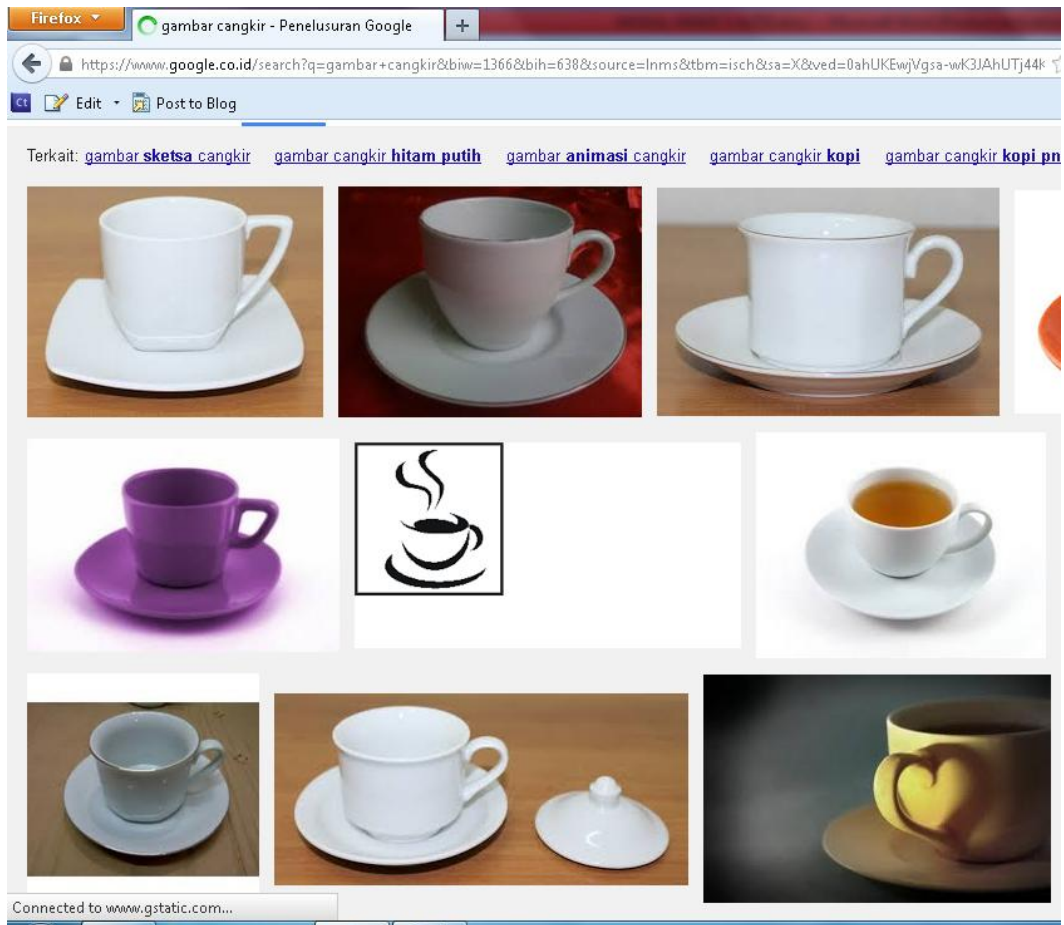 Firefox
gambar cangkir - Penelusuran Google
https://www.google.co.id/search?q=gambar+cangkir&biw=1366&bih=638&source=lnms&tbm=isch&sa=X&ved=0ahUKEwjVgsa-wK3JAhUTj44K
Ct Edit Post to Blog
Terkait: gambar sketsa cangkir gambar cangkir hitam putih gambar animasi cangkir gambar cangkir kopi gambar cangkir kopi pn
Connected to www.gstatic.com...